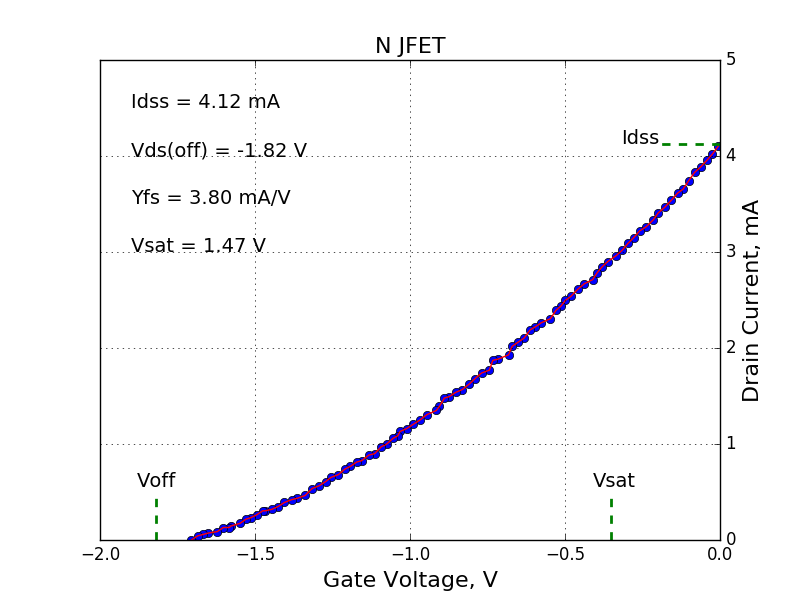 N JFET
Idss = 4.12 mA
Vds(off) = -1.82 V
Yfs = 3.80 mA/V
Vsat = 1.47 V
Idss
Voff
Vsat
5
4
3
2
1
0
Drain Current, mA
−2.0
−1.5
−1.0
−0.5
0.0
Gate Voltage, V